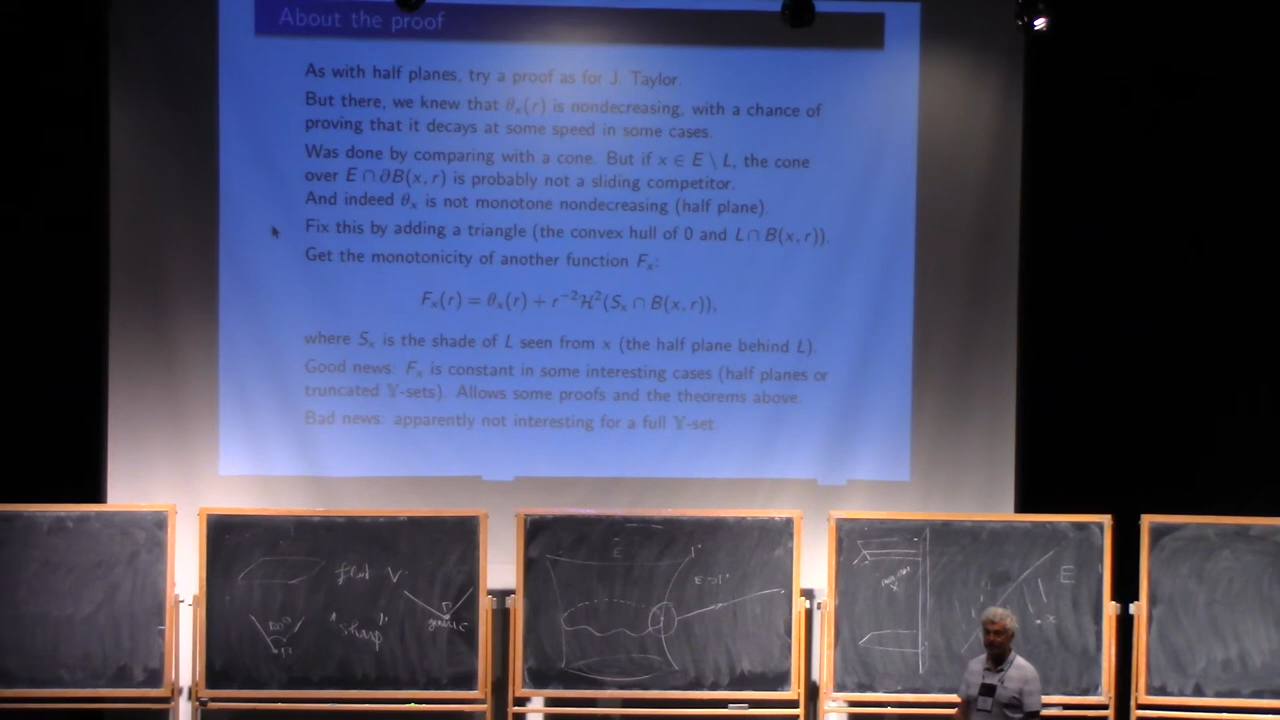 About the proof
As with half planes, try a proof as for J. Taylor.
But there, we knew that θₓ(r) is nondecreasing, with a chance of
proving that it decays at some speed in some cases.
Was done by comparing with a cone. But if x ∈ E \ L, the cone
over E ∩ ∂B(x, r) is probably not a sliding competitor.
And indeed θₓ is not monotone nondecreasing (half plane).
Fix this by adding a triangle (the convex hull of 0 and L∩B(x, r)).
Get the monotonicity of another function Fₓ:
Fₓ(r) = θₓ(r) + r⁻²ℋ²(Sₓ ∩ B(x, r)),
where Sₓ is the shade of L seen from x (the half plane behind L).
Good news: Fₓ is constant in some interesting cases (half planes or
truncated 𝕐-sets). Allows some proofs and the theorems above.
Bad news: apparently not interesting for a full 𝕐-set.
flat V
"sharp"
generic
E
E ⊃ Γ
E
x